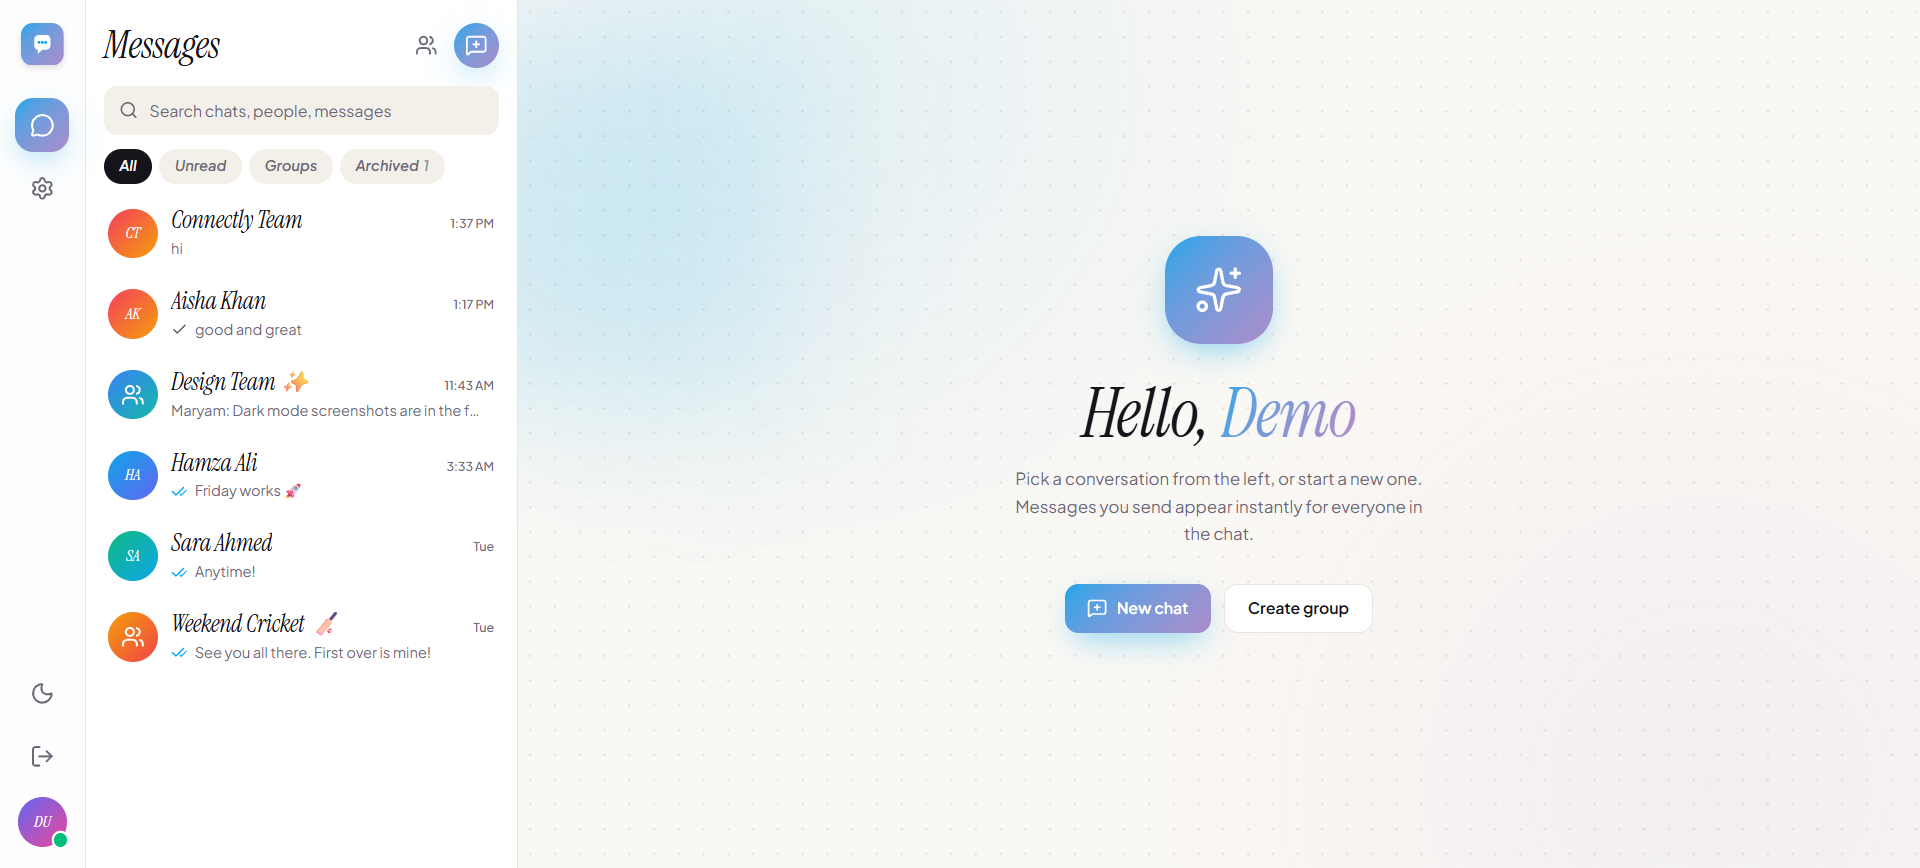 Messages
Search chats, people, messages
All
Unread
Groups
Archived 1
CT
Connectly Team
1:37 PM
hi
AK
Aisha Khan
1:17 PM
good and great
Design Team ✨
11:43 AM
Maryam: Dark mode screenshots are in the f...
HA
Hamza Ali
3:33 AM
Friday works 🚀
SA
Sara Ahmed
Tue
Anytime!
Weekend Cricket 🏏
Tue
See you all there. First over is mine!
DU
Hello, Demo
Pick a conversation from the left, or start a new one.
Messages you send appear instantly for everyone in
the chat.
New chat
Create group